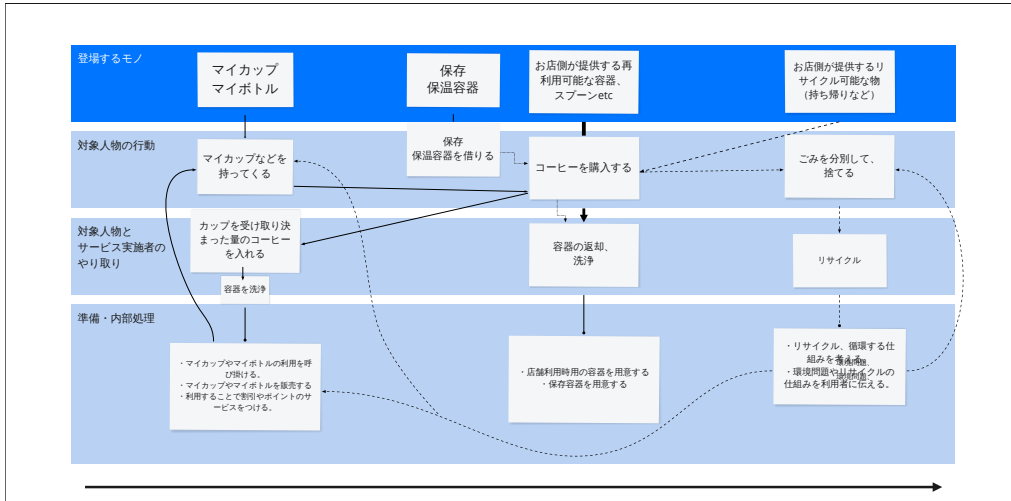 登場するモノ
マイカップ
マイボトル
保存
保温容器
お店側が提供する再
利用可能な容器、
スプーンetc
お店側が提供するリ
サイクル可能な物
（持ち帰りなど）
対象人物の行動
マイカップなどを
持ってくる
保存
保温容器を借りる
コーヒーを購入する
ごみを分別して、
捨てる
対象人物と
サービス実施者の
やり取り
カップを受け取り決
まった量のコーヒー
を入れる
容器を洗浄
容器の返却、
洗浄
リサイクル
準備・内部処理
・マイカップやマイボトルの利用を呼
び掛ける。
・マイカップやマイボトルを販売する
・利用することで割引やポイントのサ
ービスをつける。
・店舗利用時用の容器を用意する
・保存容器を用意する
・リサイクル、循環する仕
組みを考える。
環境問題、
・環境問題やリサイクルの
環境問題、
仕組みを利用者に伝える。